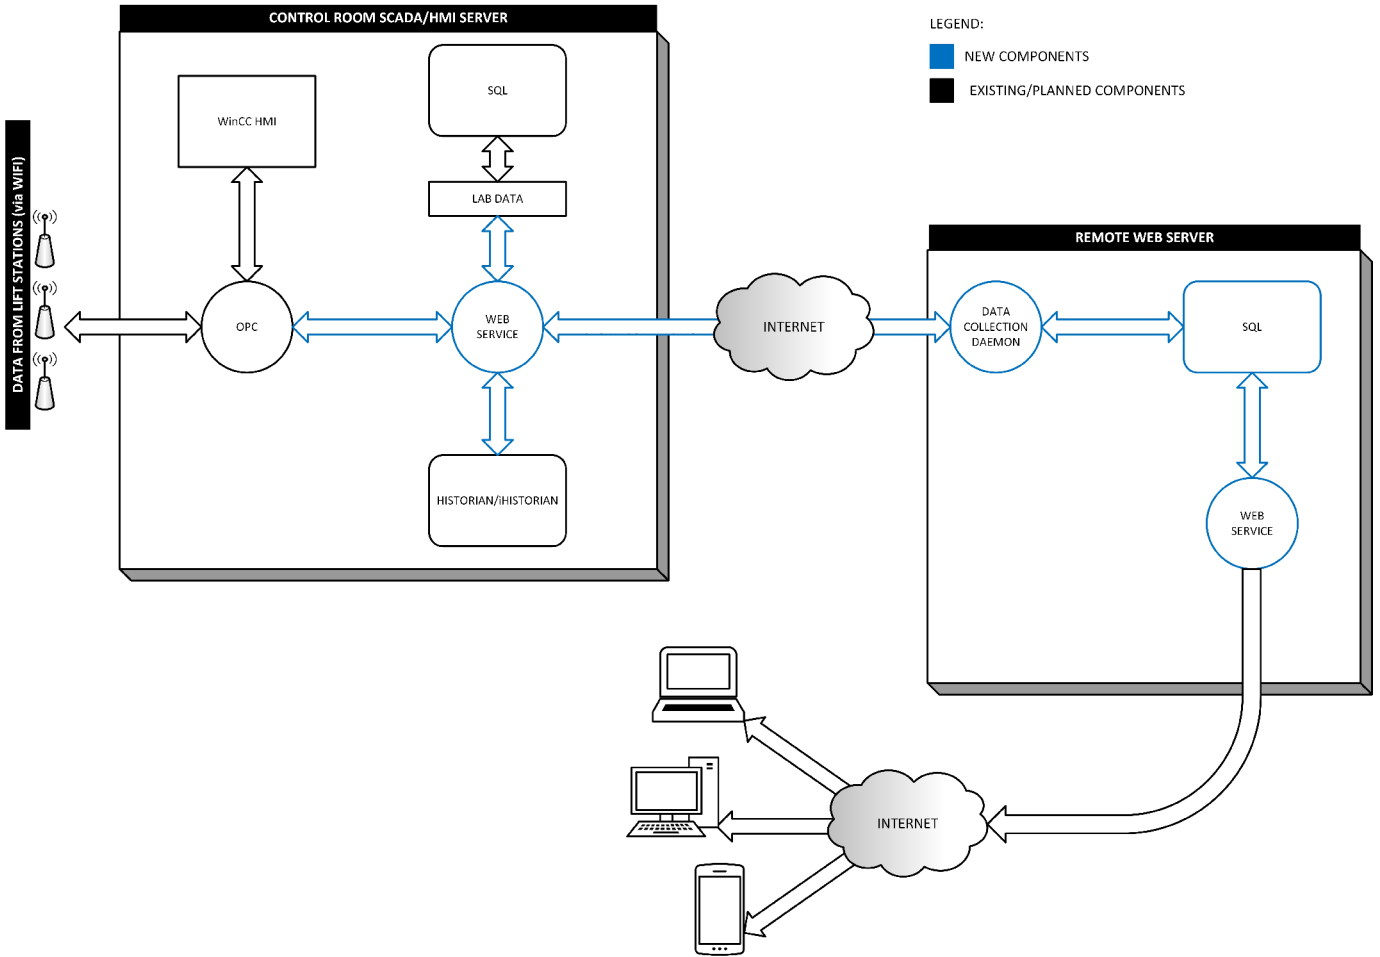 CONTROL ROOM SCADA/HMI SERVER
LEGEND:
NEW COMPONENTS
EXISTING/PLANNED COMPONENTS
DATA FROM LIFT STATIONS (via WIFI)
WinCC HMI
SQL
LAB DATA
OPC
WEB
SERVICE
HISTORIAN/iHISTORIAN
INTERNET
REMOTE WEB SERVER
DATA
COLLECTION
DAEMON
SQL
WEB
SERVICE
INTERNET